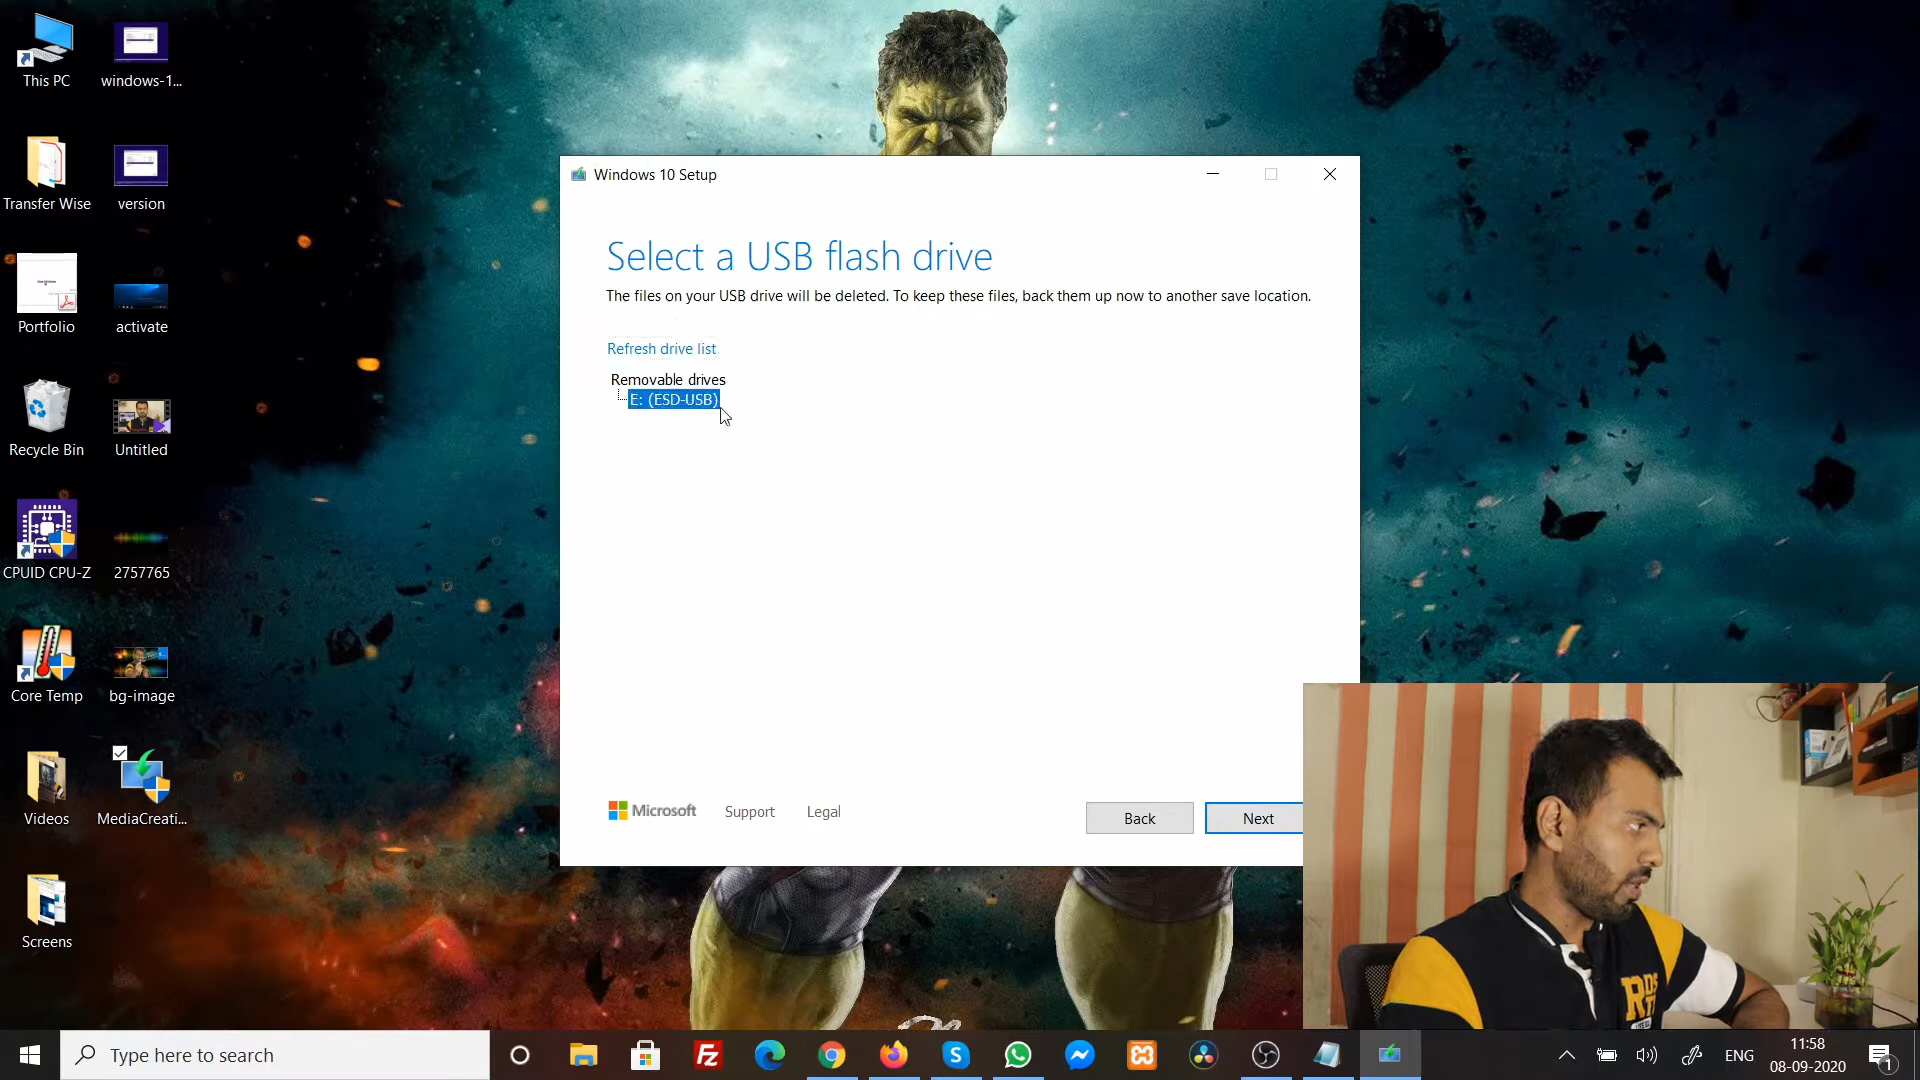 This PC
windows-1...
Transfer Wise
version
Portfolio
activate
Recycle Bin
Untitled
CPUID CPU-Z
2757765
Core Temp
bg-image
Videos
MediaCreati...
Screens
Windows 10 Setup
Select a USB flash drive
The files on your USB drive will be deleted. To keep these files, back them up now to another save location.
Refresh drive list
Removable drives
E: (ESD-USB)
Microsoft
Support
Legal
Back
Next
Type here to search
ENG
11:58
08-09-2020
1